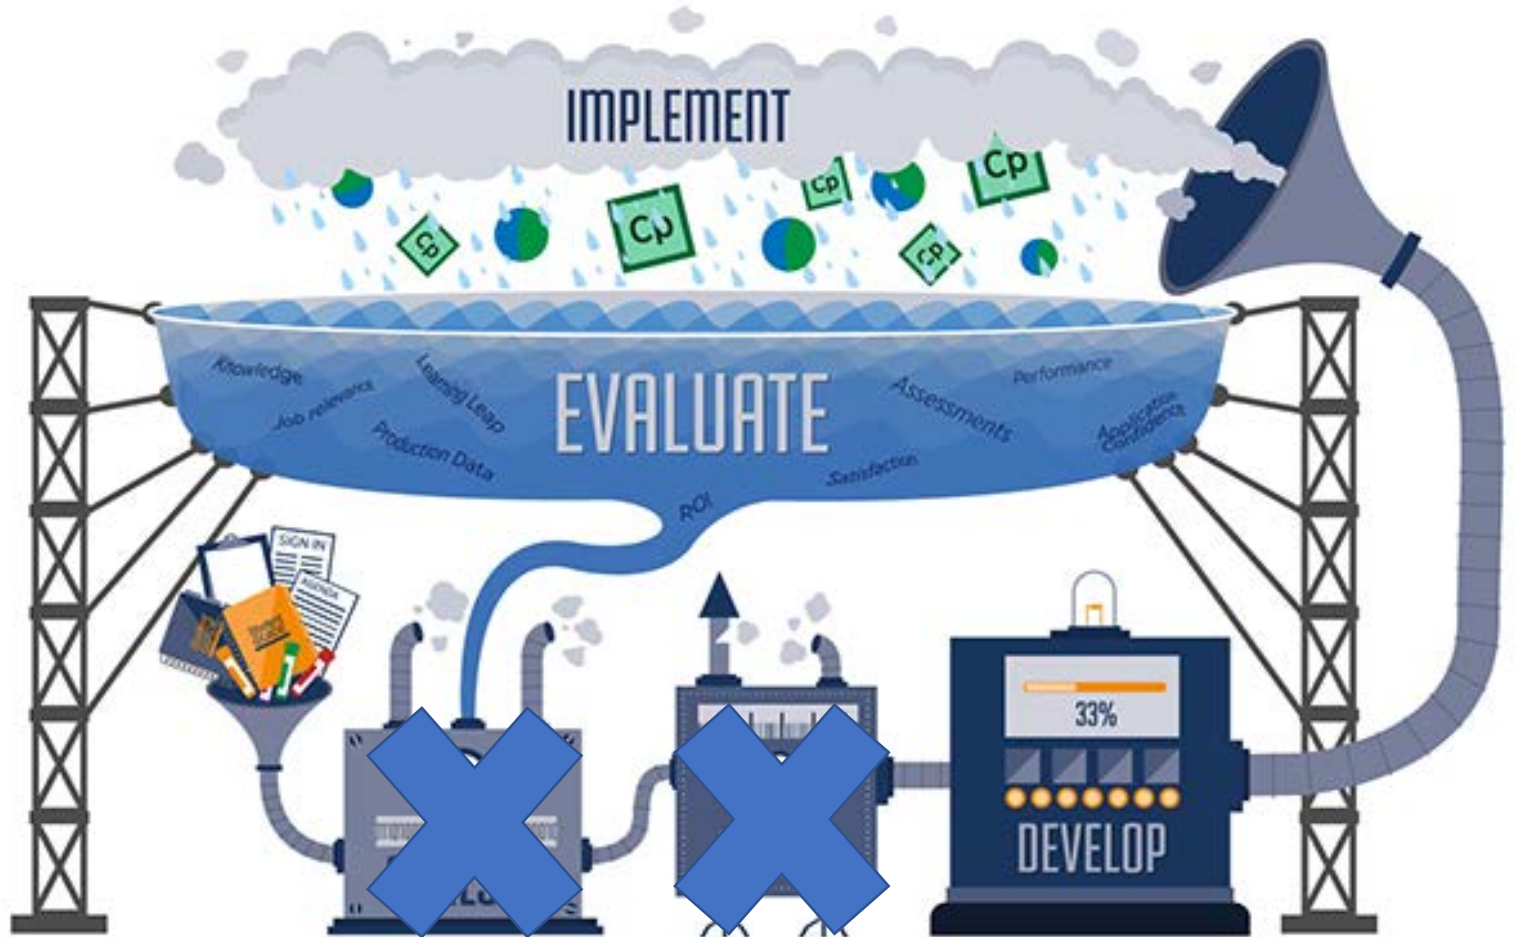 IMPLEMENT
Cp
Cp
Cp
Cp
Cp
EVALUATE
Knowledge
Job relevance
Learning Leap
Production Data
Performance
Assessments
Application
Confidence
Satisfaction
ROI
SIGN IN
AGENDA
33%
DEVELOP